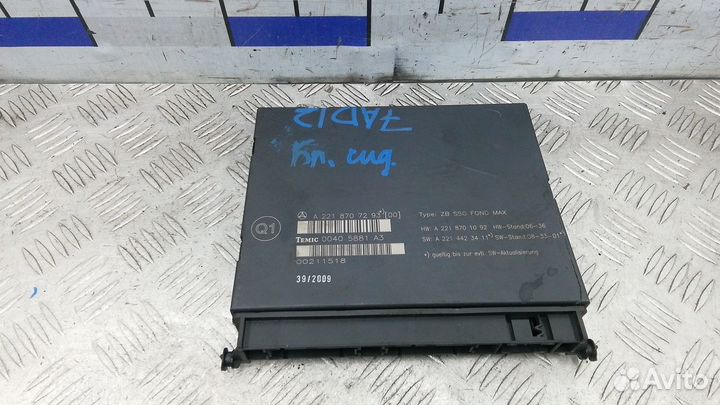 7AD12
Кр. сид.
A 221 870 72 93*)[00]
Q1
TEMIC 0040 5881 A3
00211518
39/2009
Type: ZB SSG FOND MAX
HW: A 221 870 10 92 HW-Stand:06-36
SW: A 221 442 34 11*) SW-Stand:08-33-01*)
*) gueltig bis zur evtl. SW-Aktualisierung
Avito